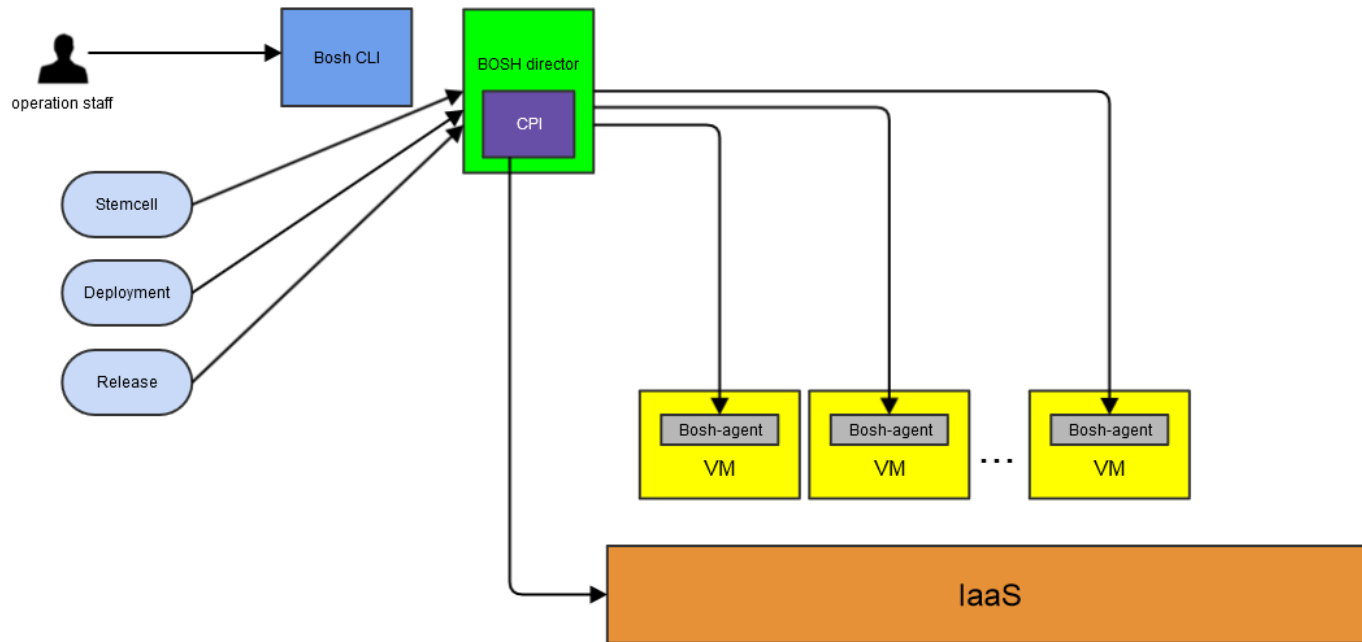 Bosh CLI
BOSH director
operation staff
CPI
Stemcell
Deployment
Release
Bosh-agent
VM
Bosh-agent
VM
...
Bosh-agent
VM
IaaS